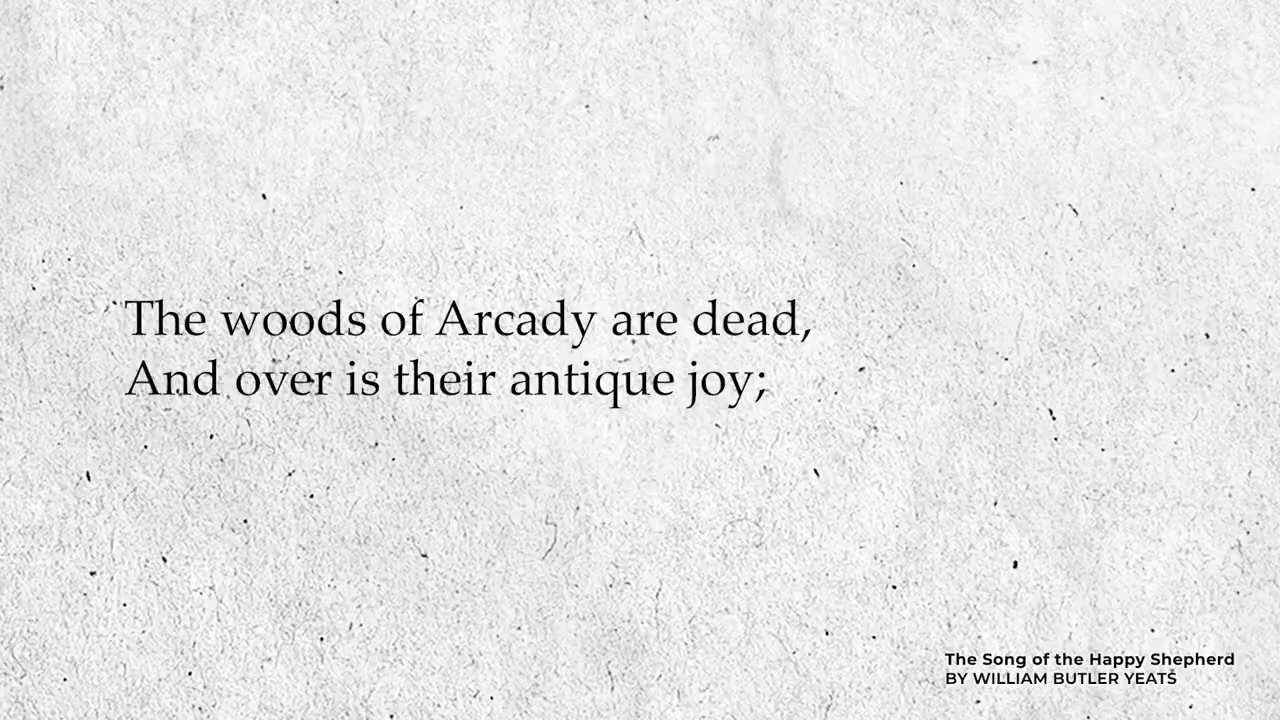 The woods of Arcady are dead,
And over is their antique joy;
The Song of the Happy Shepherd
BY WILLIAM BUTLER YEATS